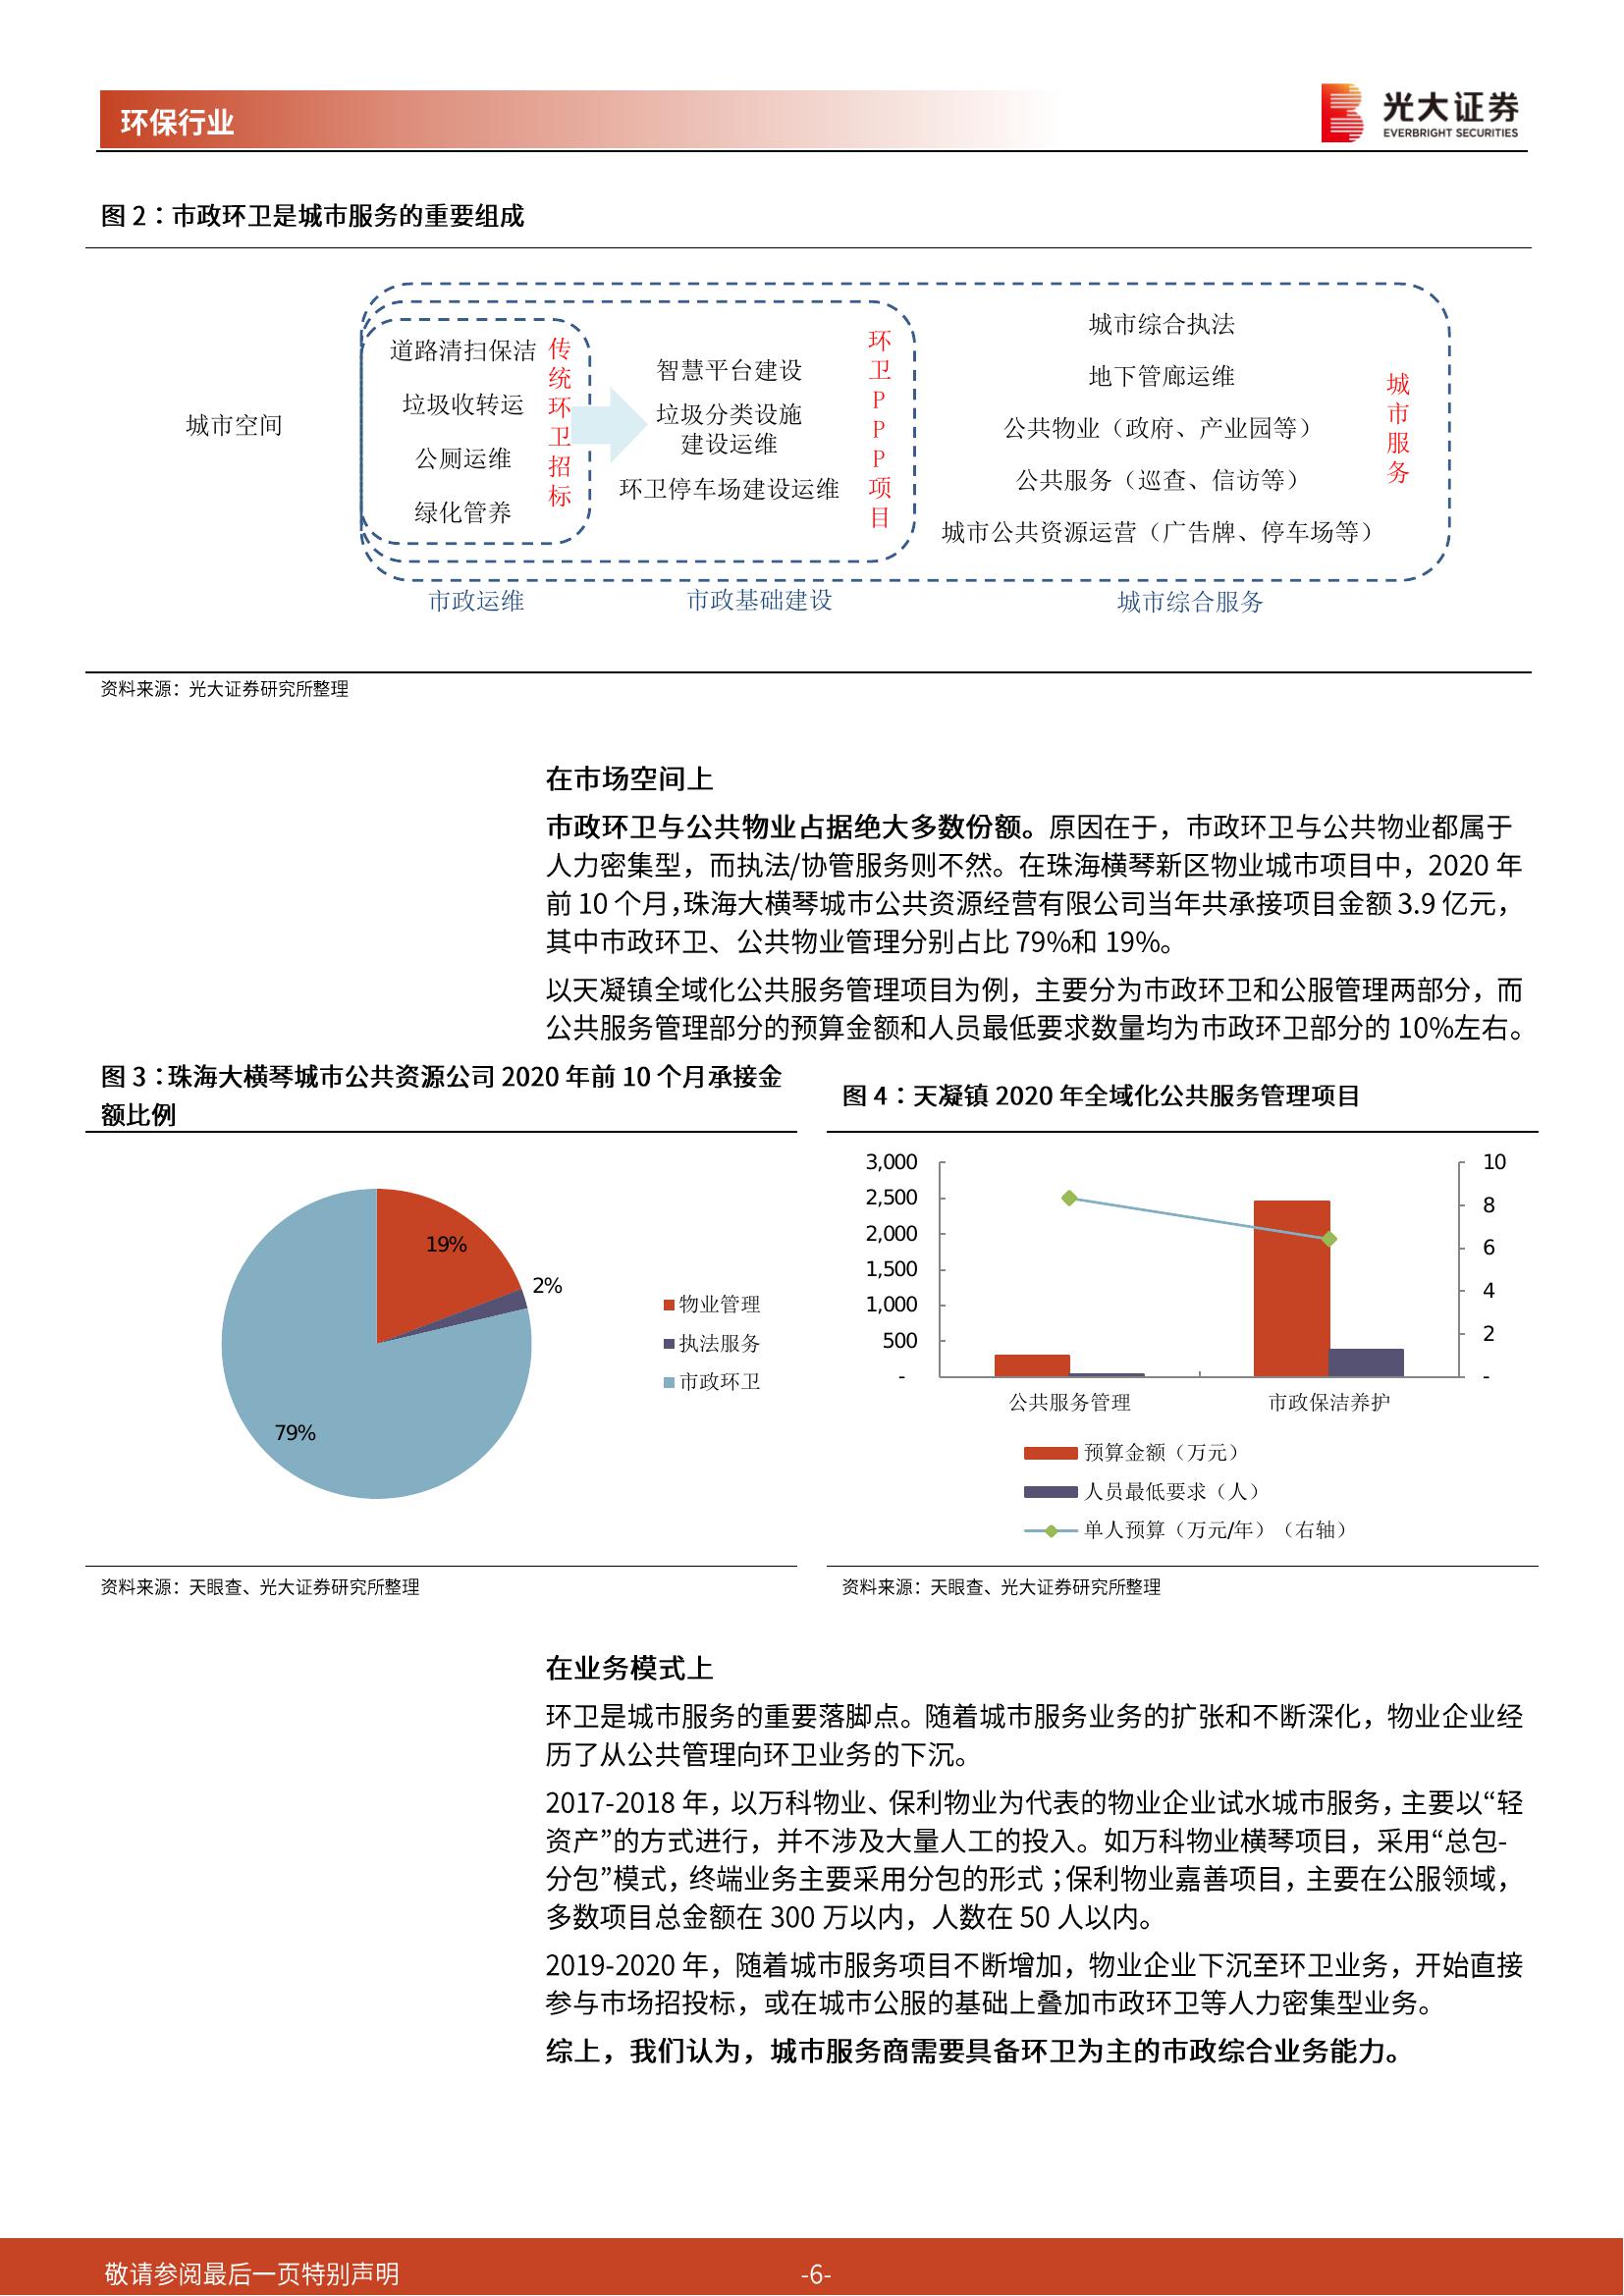 环保行业
光大证券
EVERBRIGHT SECURITIES
图 2：市政环卫是城市服务的重要组成
城市空间
道路清扫保洁
垃圾收转运
公厕运维
绿化管养
传统环卫招标
智慧平台建设
垃圾分类设施
建设运维
环卫停车场建设运维
环卫PPP项目
城市综合执法
地下管廊运维
公共物业（政府、产业园等）
公共服务（巡查、信访等）
城市公共资源运营（广告牌、停车场等）
城市服务
市政运维
市政基础建设
城市综合服务
资料来源：光大证券研究所整理
在市场空间上
市政环卫与公共物业占据绝大多数份额。原因在于，市政环卫与公共物业都属于
人力密集型，而执法/协管服务则不然。在珠海横琴新区物业城市项目中，2020 年
前 10 个月，珠海大横琴城市公共资源经营有限公司当年共承接项目金额 3.9 亿元，
其中市政环卫、公共物业管理分别占比 79%和 19%。
以天凝镇全域化公共服务管理项目为例，主要分为市政环卫和公服管理两部分，而
公共服务管理部分的预算金额和人员最低要求数量均为市政环卫部分的 10%左右。
图 3：珠海大横琴城市公共资源公司 2020 年前 10 个月承接金
额比例
19%
2%
79%
物业管理
执法服务
市政环卫
资料来源：天眼查、光大证券研究所整理
图 4：天凝镇 2020 年全域化公共服务管理项目
3,000
2,500
2,000
1,500
1,000
500
-
10
8
6
4
2
-
公共服务管理
市政保洁养护
预算金额（万元）
人员最低要求（人）
单人预算（万元/年）（右轴）
资料来源：天眼查、光大证券研究所整理
在业务模式上
环卫是城市服务的重要落脚点。随着城市服务业务的扩张和不断深化，物业企业经
历了从公共管理向环卫业务的下沉。
2017-2018 年，以万科物业、保利物业为代表的物业企业试水城市服务，主要以“轻
资产”的方式进行，并不涉及大量人工的投入。如万科物业横琴项目，采用“总包-
分包”模式，终端业务主要采用分包的形式；保利物业嘉善项目，主要在公服领域，
多数项目总金额在 300 万以内，人数在 50 人以内。
2019-2020 年，随着城市服务项目不断增加，物业企业下沉至环卫业务，开始直接
参与市场招投标，或在城市公服的基础上叠加市政环卫等人力密集型业务。
综上，我们认为，城市服务商需要具备环卫为主的市政综合业务能力。
敬请参阅最后一页特别声明
-6-